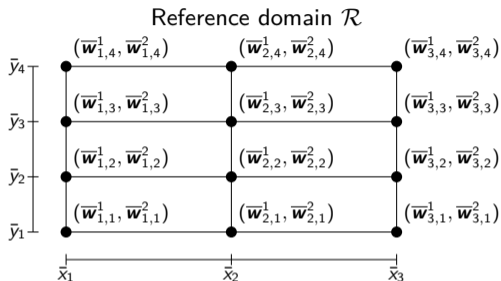 Reference domain ℛ
(w̅¹₁,₄, w̅²₁,₄) (w̅¹₂,₄, w̅²₂,₄) (w̅¹₃,₄, w̅²₃,₄)
ȳ₄
(w̅¹₁,₃, w̅²₁,₃) (w̅¹₂,₃, w̅²₂,₃) (w̅¹₃,₃, w̅²₃,₃)
ȳ₃
(w̅¹₁,₂, w̅²₁,₂) (w̅¹₂,₂, w̅²₂,₂) (w̅¹₃,₂, w̅²₃,₂)
ȳ₂
(w̅¹₁,₁, w̅²₁,₁) (w̅¹₂,₁, w̅²₂,₁) (w̅¹₃,₁, w̅²₃,₁)
ȳ₁
x̄₁ x̄₂ x̄₃